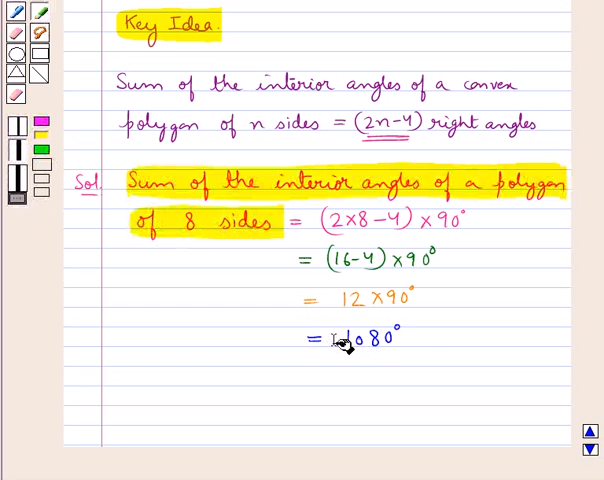 Key Idea.
Sum of the interior angles of a convex
polygon of n sides = (2n-4) right angles
Sol. Sum of the interior angles of a polygon
of 8 sides = (2×8-4)×90°
= (16-4)×90°
= 12×90°
= 1080°